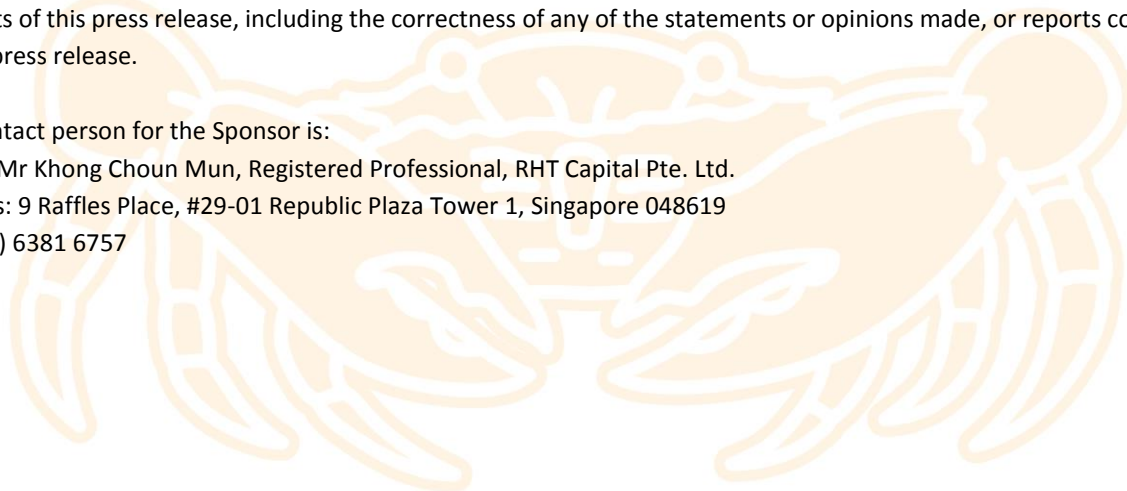 ts of this press release, including the correctness of any of the statements or opinions made, or reports co
press release.
ntact person for the Sponsor is:
Mr Khong Choun Mun, Registered Professional, RHT Capital Pte. Ltd.
s: 9 Raffles Place, #29-01 Republic Plaza Tower 1, Singapore 048619
) 6381 6757